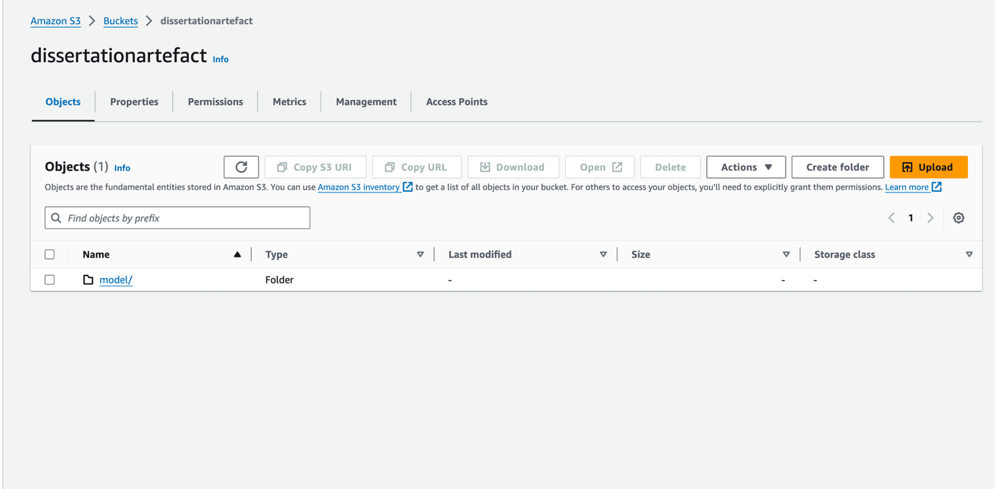 Amazon S3 > Buckets > dissertationartefact
dissertationartefact Info
Objects Properties Permissions Metrics Management Access Points
Objects (1) Info Copy S3 URI Copy URL Download Open Delete Actions Create folder Upload
Objects are the fundamental entities stored in Amazon S3. You can use Amazon S3 inventory to get a list of all objects in your bucket. For others to access your objects, you'll need to explicitly grant them permissions. Learn more
Find objects by prefix 1
Name Type Last modified Size Storage class
model/ Folder - - -